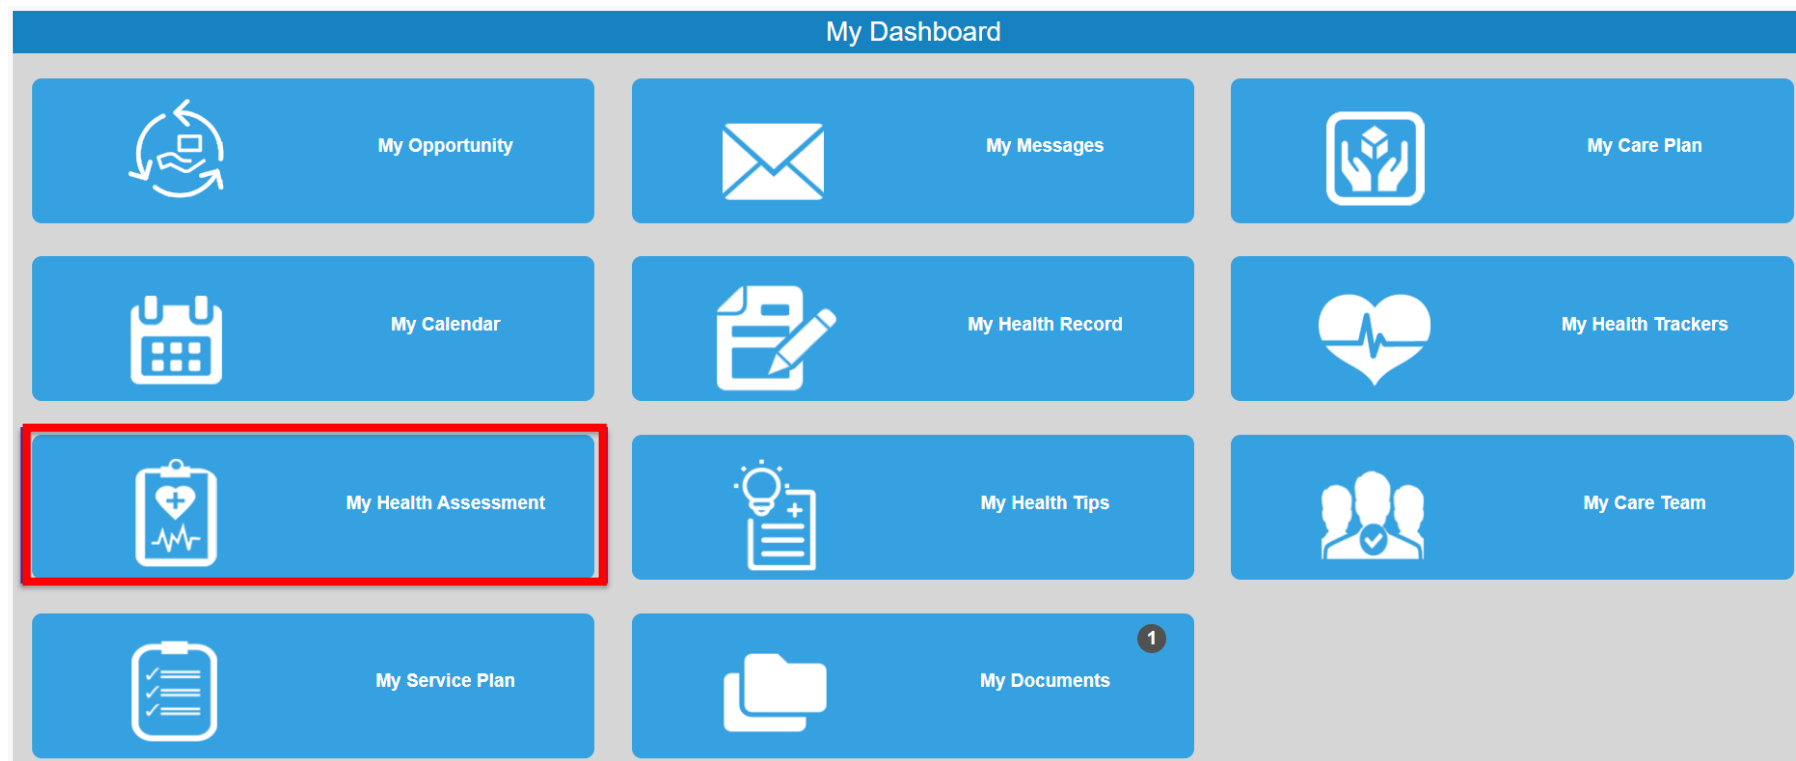 My Dashboard
My Opportunity
My Messages
My Care Plan
My Calendar
My Health Record
My Health Trackers
My Health Assessment
My Health Tips
My Care Team
My Service Plan
1
My Documents